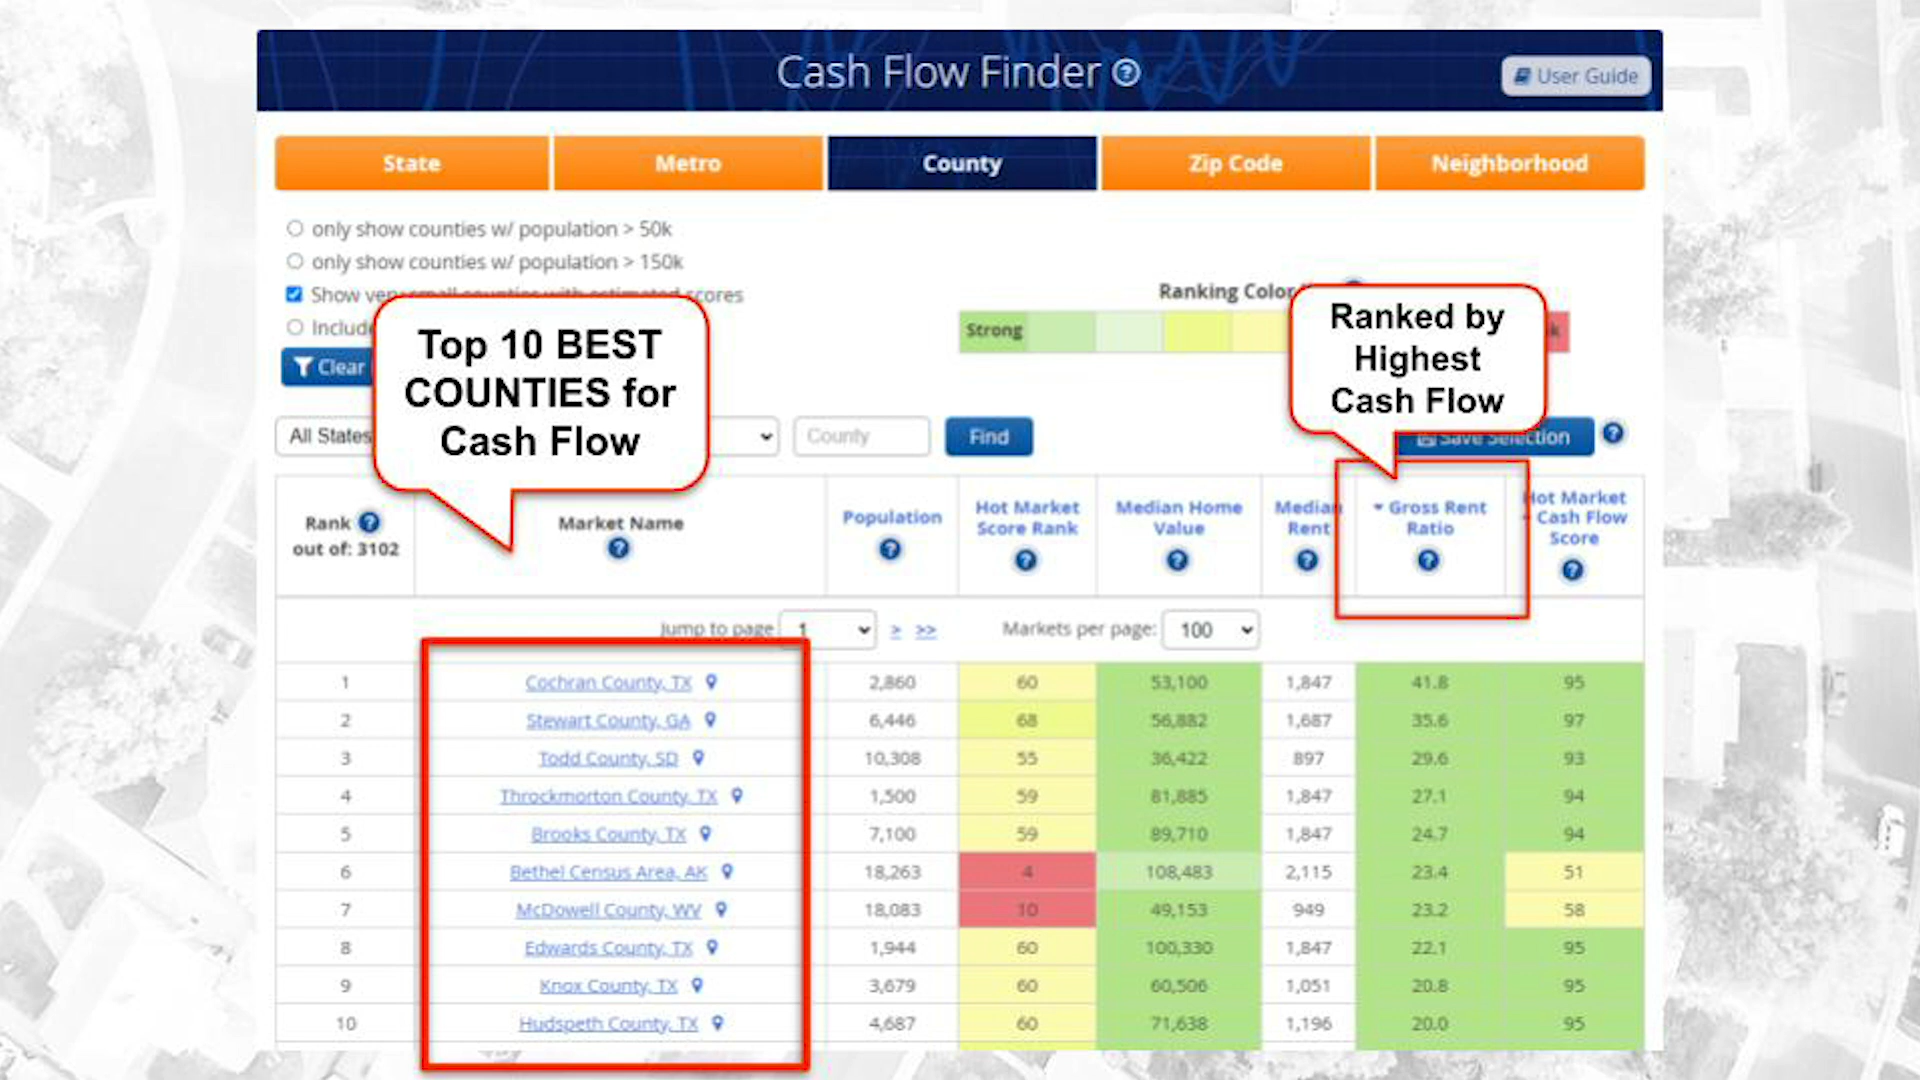 Cash Flow Finder
User Guide
State
Metro
County
Zip Code
Neighborhood
only show counties w/ population > 50k
only show counties w/ population > 150k
Show very small counties with estimated scores
Include
Clear
Top 10 BEST
COUNTIES for
Cash Flow
Ranking Color
Strong
Ranked by
Highest
Cash Flow
All States
County
Find
Save Selection
Rank
out of: 3102
Market Name
Population
Hot Market
Score Rank
Median Home
Value
Median
Rent
Gross Rent
Ratio
Hot Market
Cash Flow
Score
Jump to page 1 > >> Markets per page: 100
1 Cochran County, TX 2,860 60 53,100 1,847 41.8 95
2 Stewart County, GA 6,446 68 56,882 1,687 35.6 97
3 Todd County, SD 10,308 55 36,422 897 29.6 93
4 Throckmorton County, TX 1,500 59 81,885 1,847 27.1 94
5 Brooks County, TX 7,100 59 89,710 1,847 24.7 94
6 Bethel Census Area, AK 18,263 4 108,483 2,115 23.4 51
7 McDowell County, WV 18,083 10 49,153 949 23.2 58
8 Edwards County, TX 1,944 60 100,330 1,847 22.1 95
9 Knox County, TX 3,679 60 60,506 1,051 20.8 95
10 Hudspeth County, TX 4,687 60 71,638 1,196 20.0 95